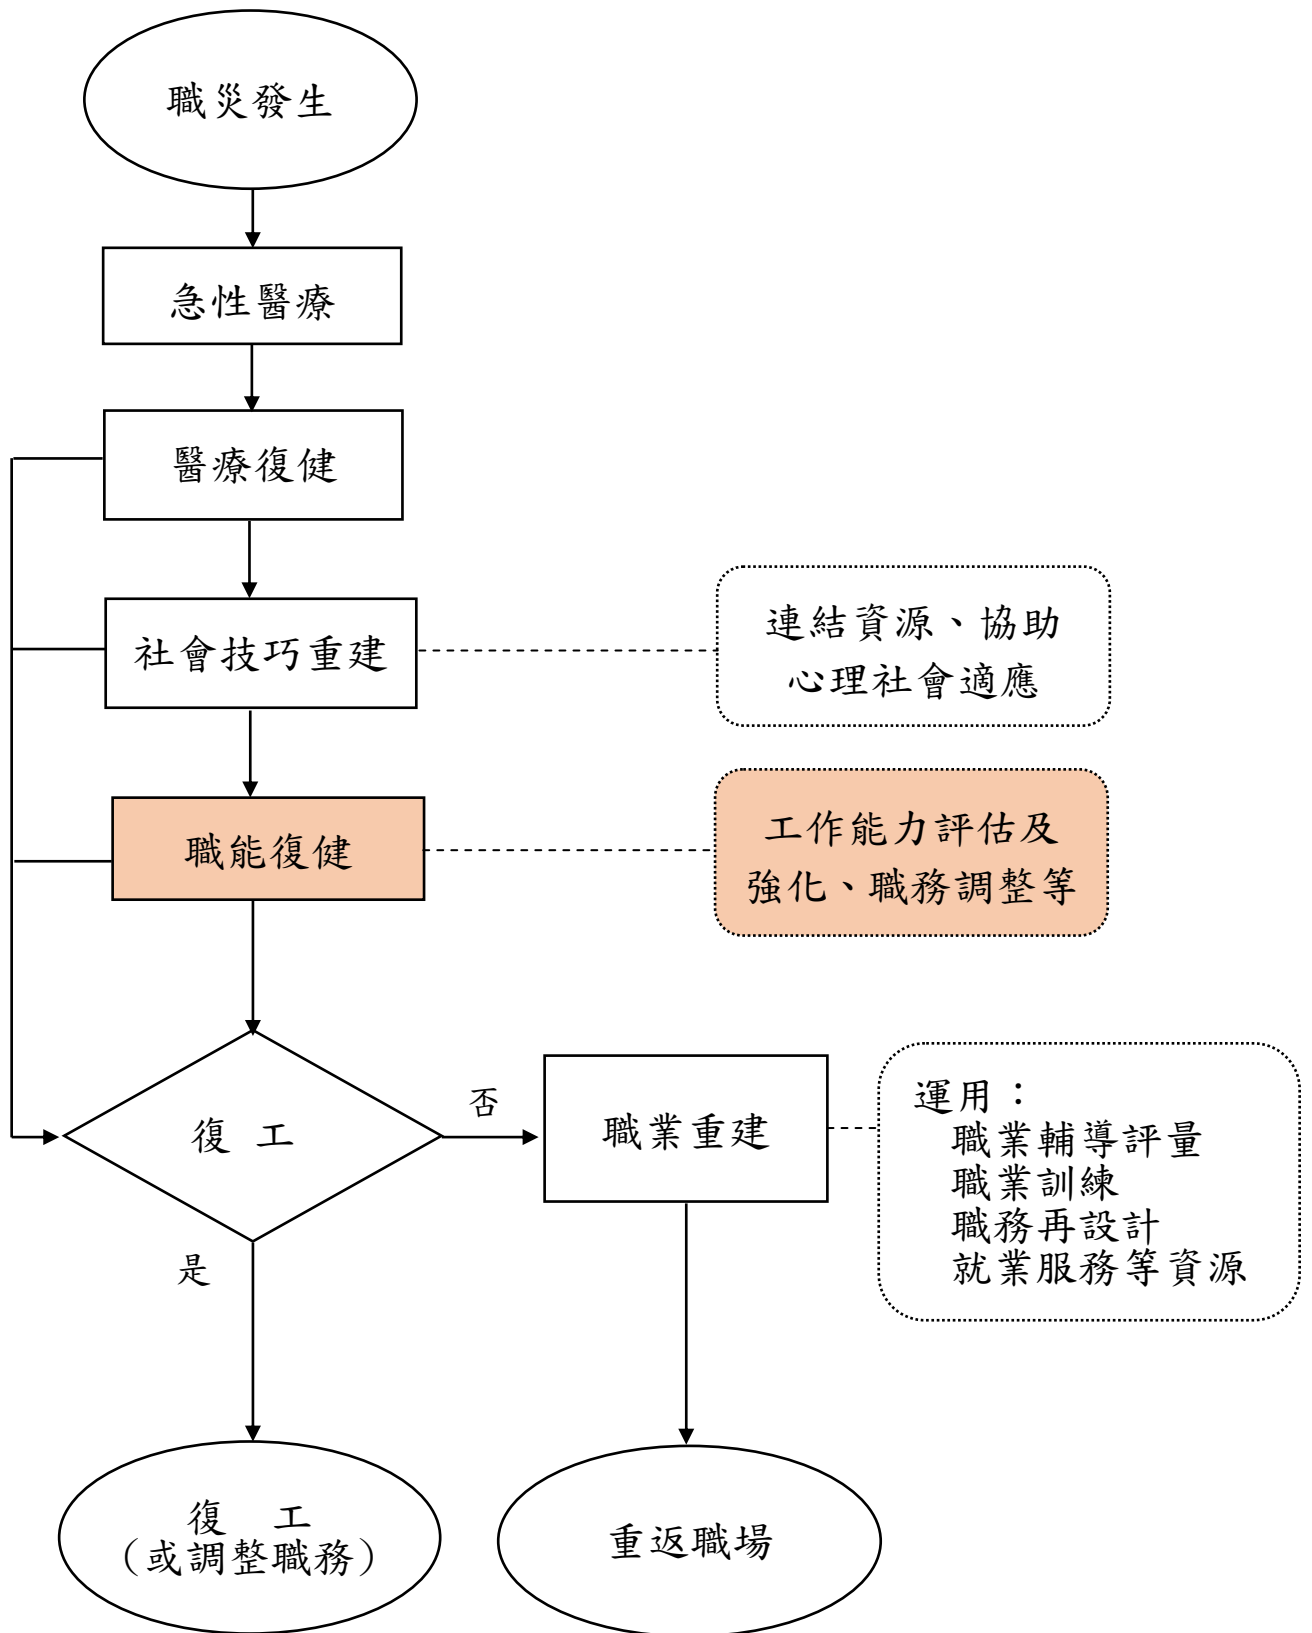 職災發生
急性醫療
醫療復健
社會技巧重建
連結資源、協助
心理社會適應
職能復健
工作能力評估及
強化、職務調整等
復 工
否
職業重建
運用：
職業輔導評量
職業訓練
職務再設計
就業服務等資源
是
復 工
（或調整職務）
重返職場